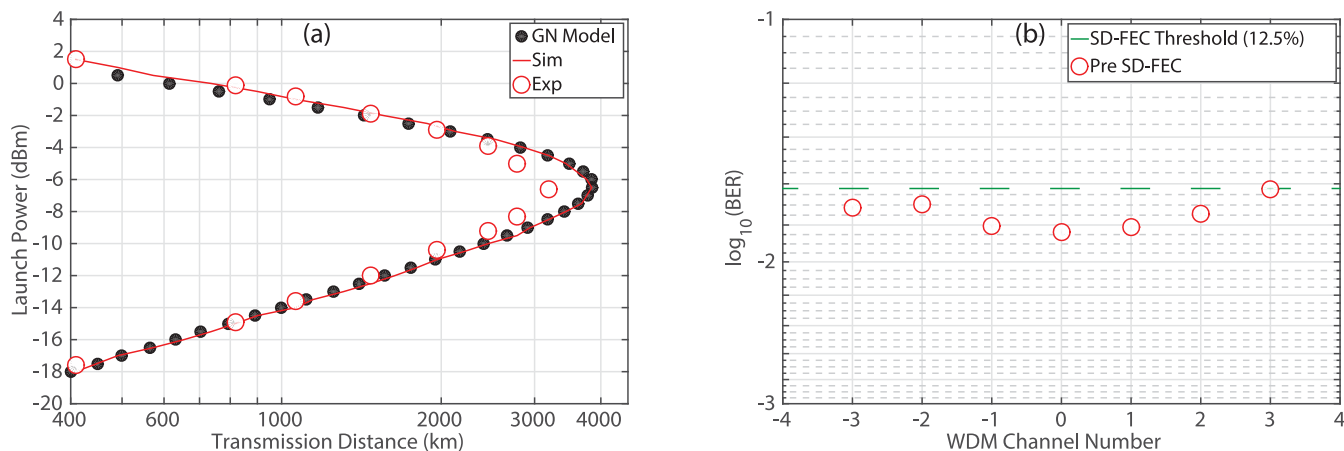 (a)
GN Model
Sim
Exp
4
2
0
-2
-4
-6
-8
-10
-12
-14
-16
-18
-20
Launch Power (dBm)
400
600
1000
2000
3000
4000
Transmission Distance (km)
(b)
SD-FEC Threshold (12.5%)
Pre SD-FEC
-1
-2
-3
log10(BER)
-4
-3
-2
-1
0
1
2
3
4
WDM Channel Number